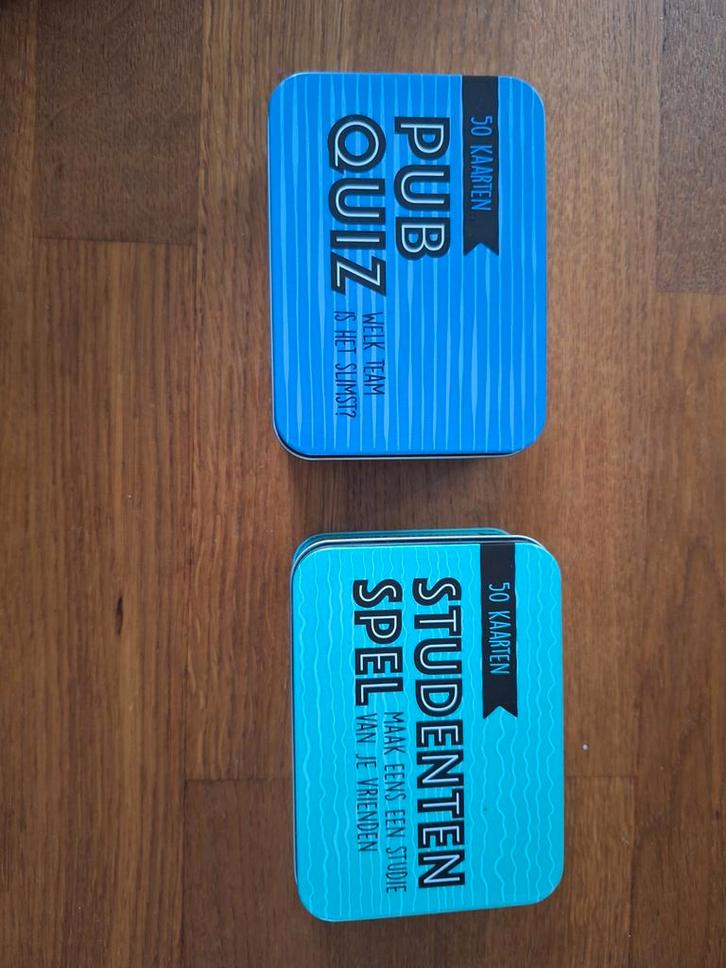 50 KAARTEN
PUB
QUIZ
WELK TEAM
IS HET SLIMST?
50 KAARTEN
STUDENTEN
SPEL
MAAK EENS EEN STUDIE
VAN JE VRIENDEN